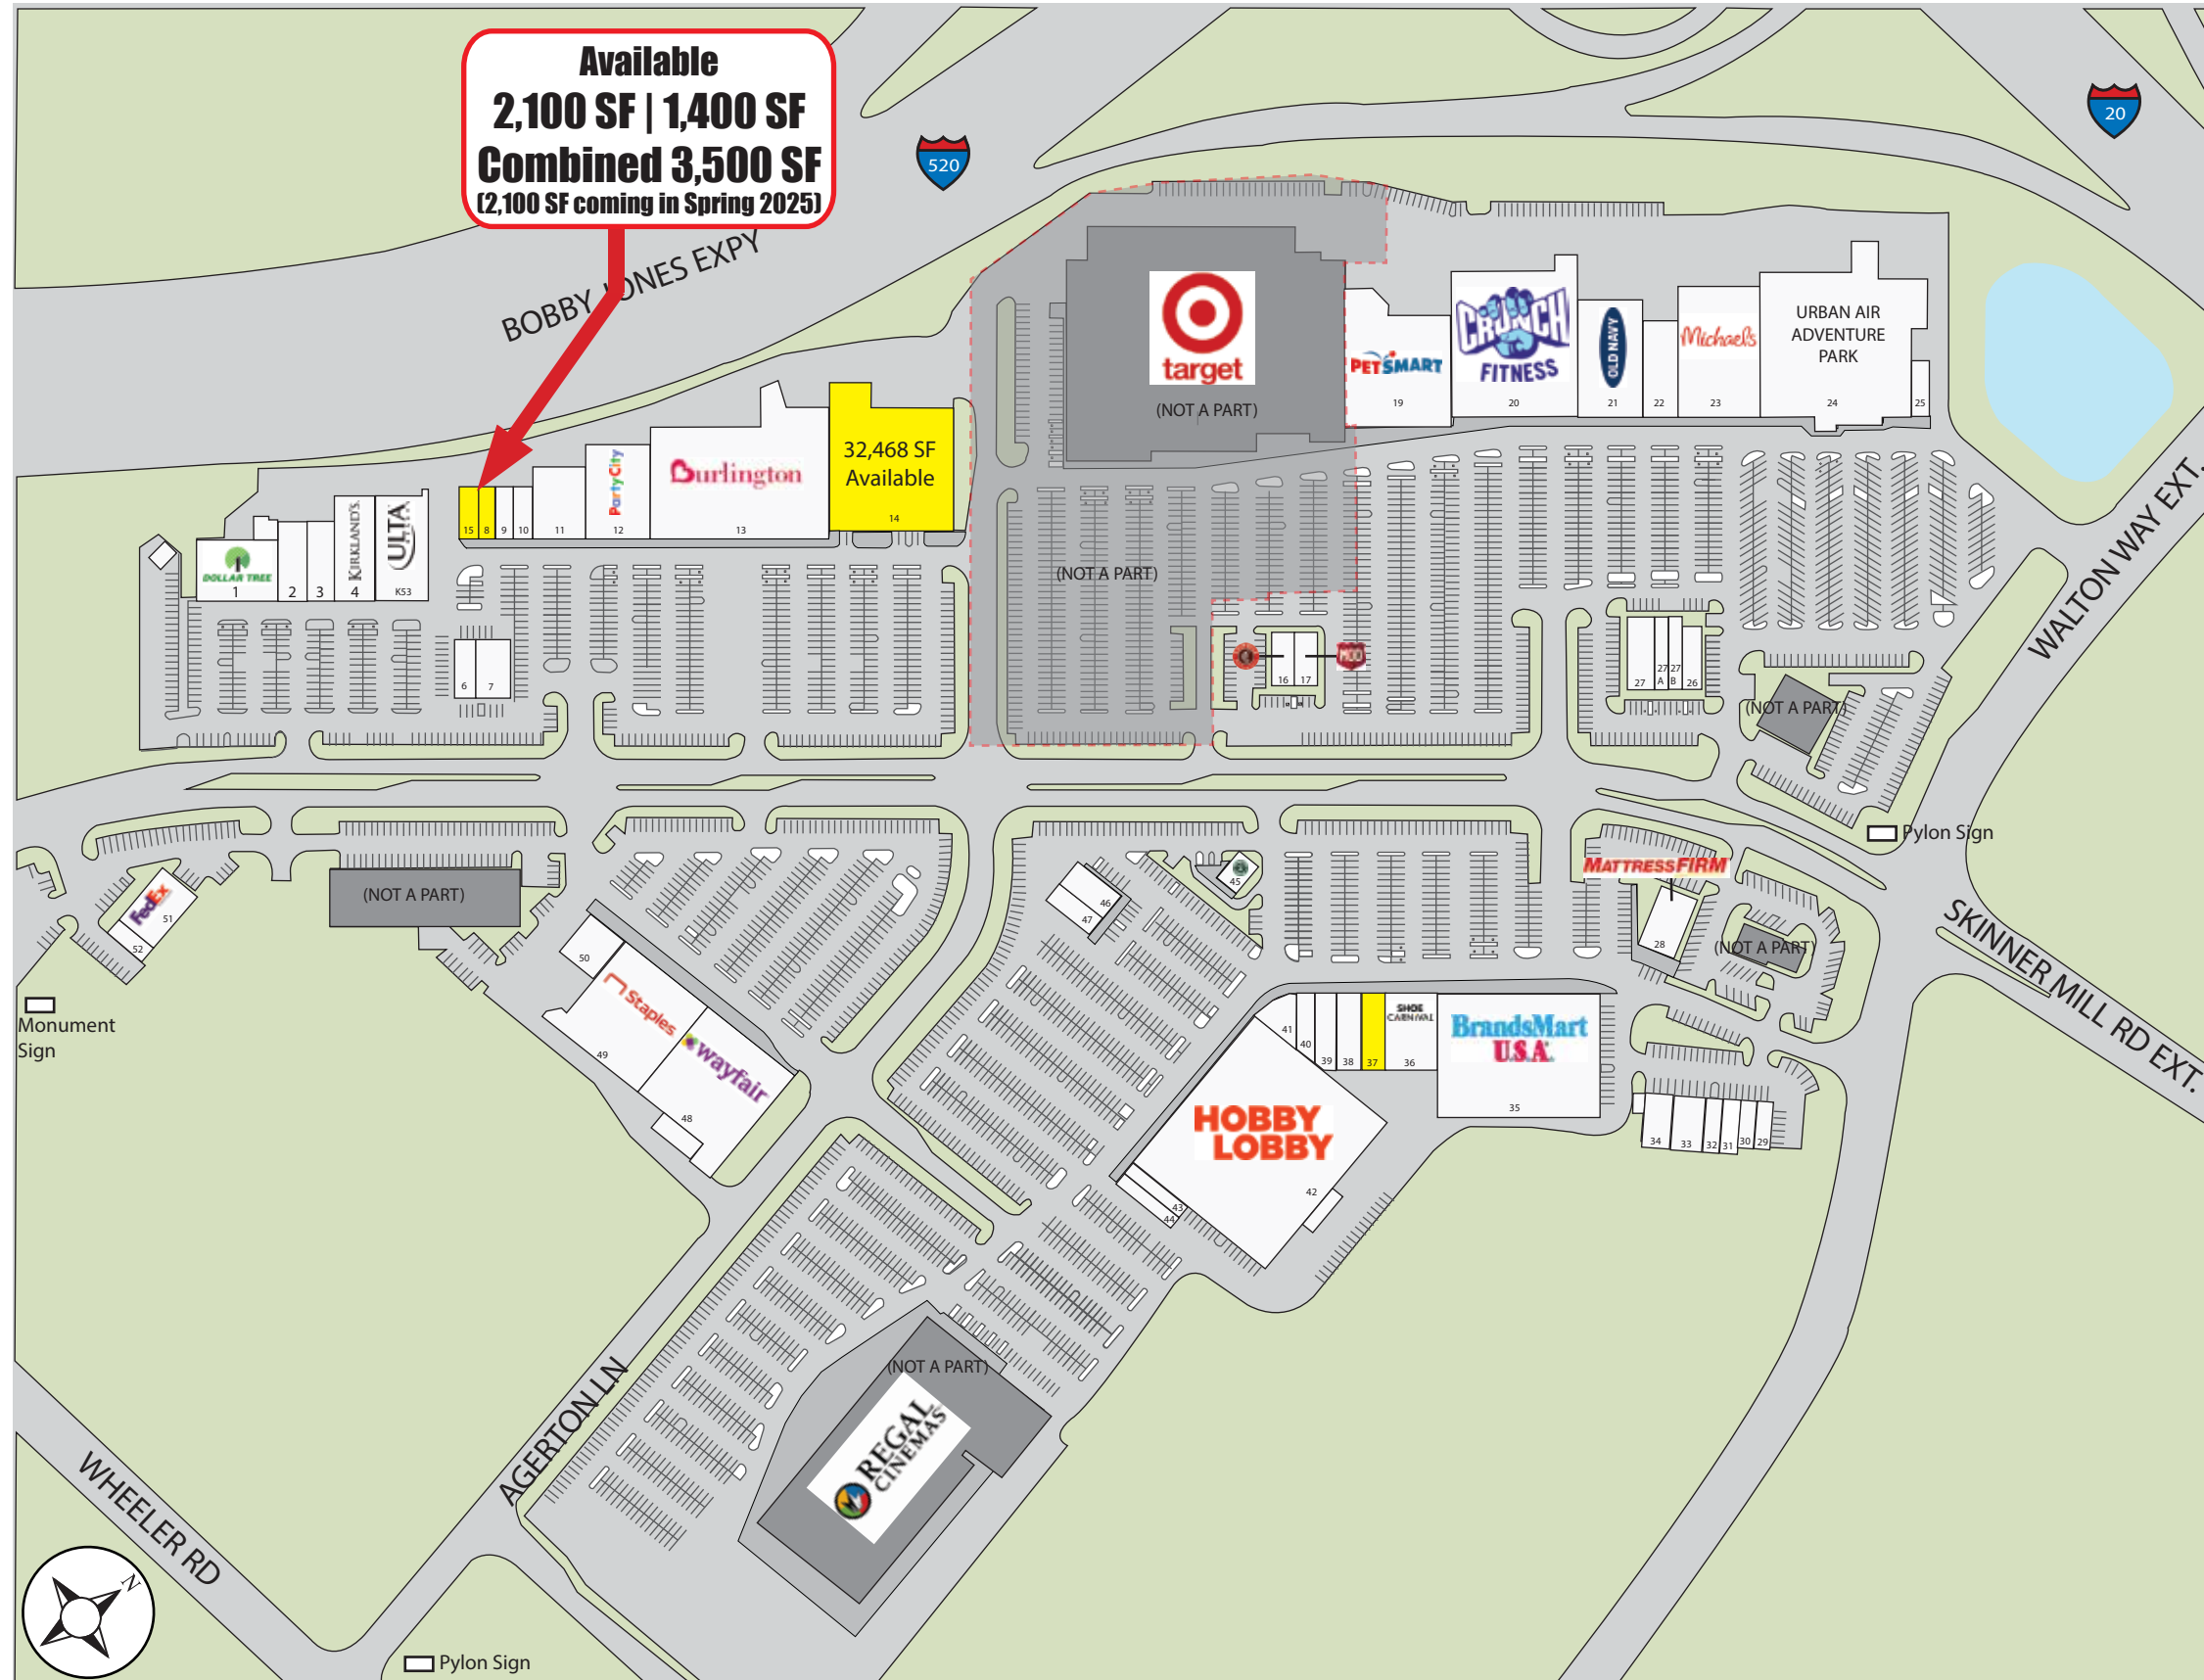 Available
2,100 SF | 1,400 SF
Combined 3,500 SF
(2,100 SF coming in Spring 2025)
520
20
BOBBY JONES EXPY
target
(NOT A PART)
(NOT A PART)
PETSMART
19
CRUNCH
FITNESS
20
OLD NAVY
21
22
Michaels
23
URBAN AIR
ADVENTURE
PARK
24
25
WALTON WAY EXT.
DOLLAR TREE
1
2
3
KIRKLAND'S
4
ULTA
K53
15
8
9
10
11
PartyCity
12
Burlington
13
32,468 SF
Available
14
6
7
16
17
MOO
27
27
A
27
B
26
(NOT A PART)
Pylon Sign
SKINNER MILL RD EXT.
FedEx
51
52
(NOT A PART)
Monument
Sign
50
Staples
49
wayfair
48
46
47
45
MATTRESSFIRM
28
(NOT A PART)
41
40
39
38
37
SHOE
CARNIVAL
36
BrandsMart
U.S.A.
35
34
33
32
31
30
29
HOBBY
LOBBY
42
43
44
(NOT A PART)
REGAL
CINEMAS
AGERTON LN
WHEELER RD
N
Pylon Sign